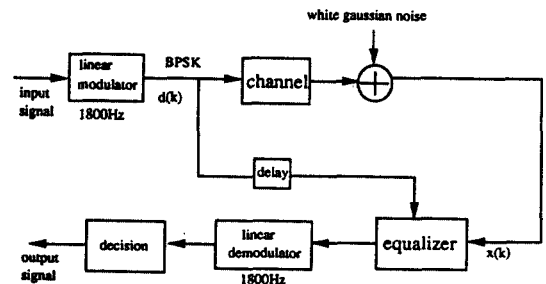 white gaussian noise
linear
modulator
BPSK
channel
input
signal
1800Hz
d(k)
delay
decision
linear
demodulator
equalizer
x(k)
output
signal
1800Hz